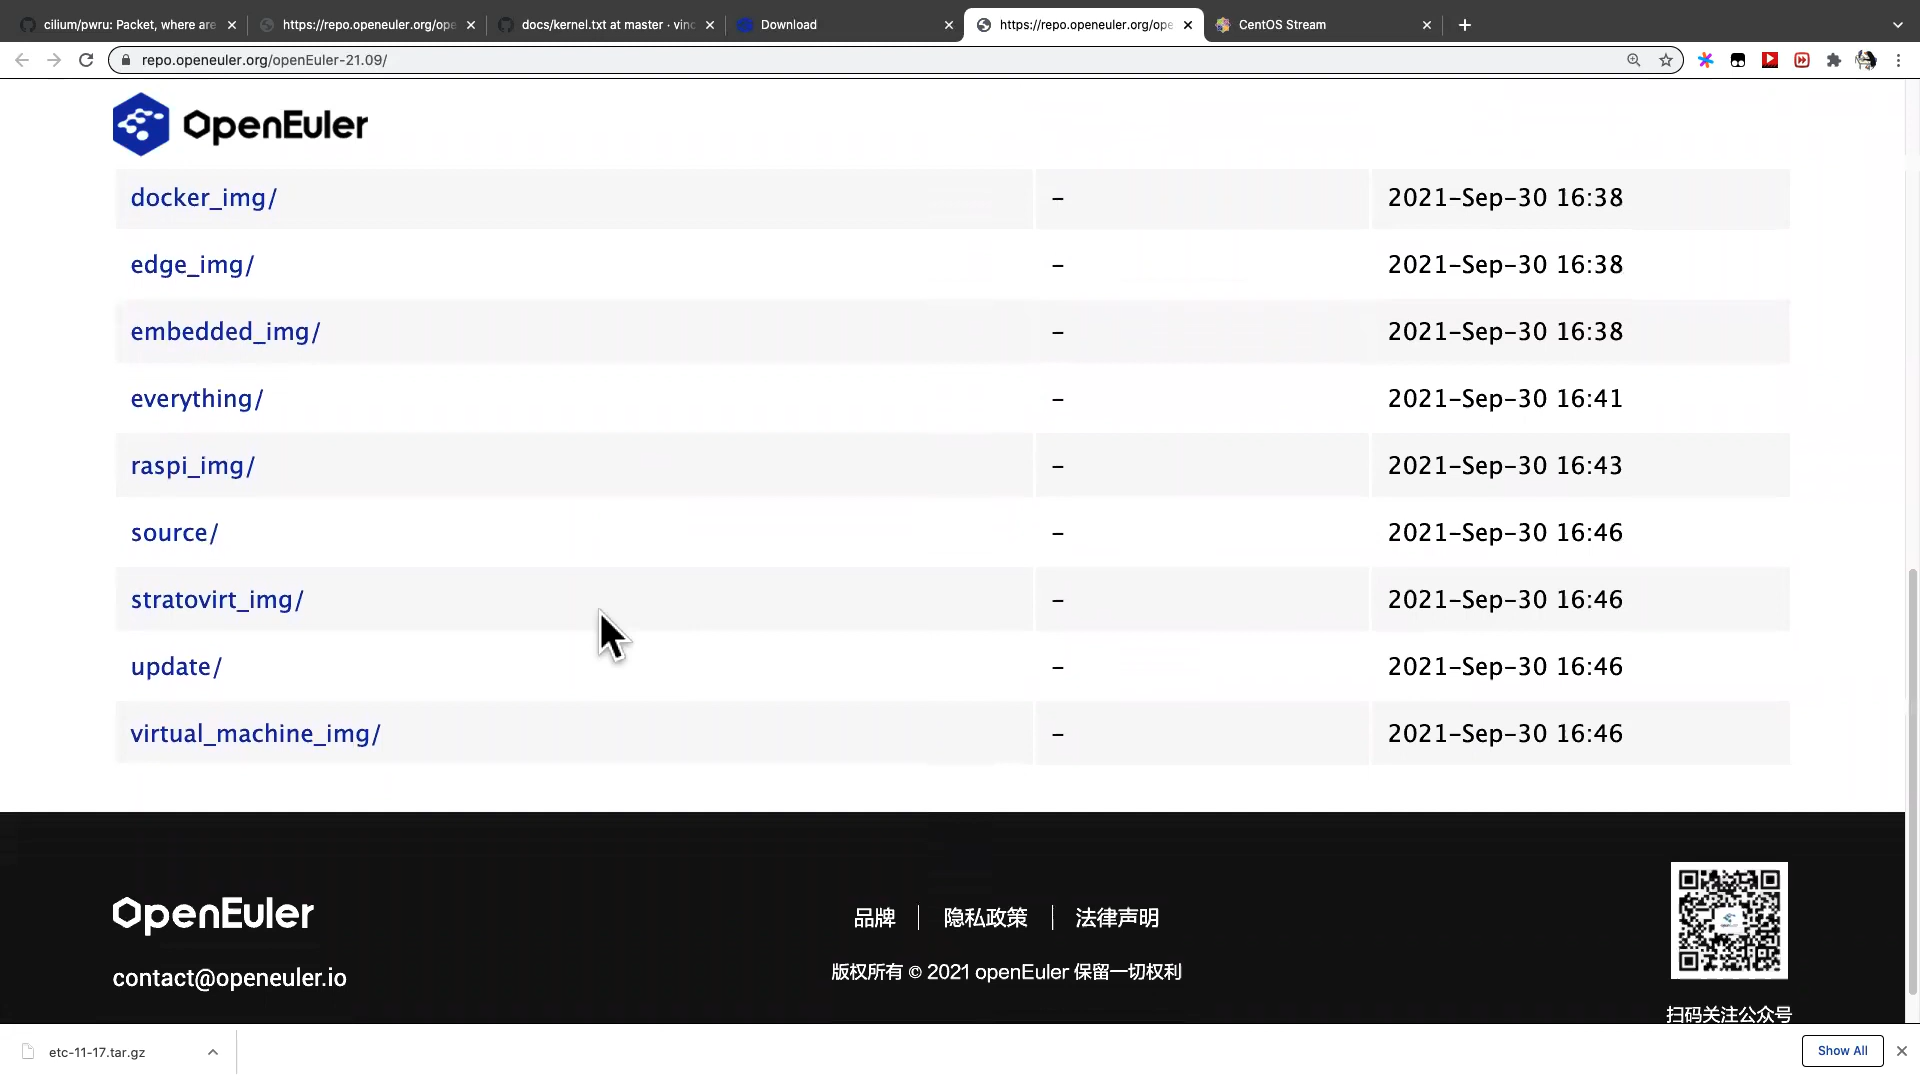 cilium/pwru: Packet, where are
https://repo.openeuler.org/ope
docs/kernel.txt at master · vinc
Download
https://repo.openeuler.org/ope
CentOS Stream
repo.openeuler.org/openEuler-21.09/
OpenEuler
docker_img/ - 2021-Sep-30 16:38
edge_img/ - 2021-Sep-30 16:38
embedded_img/ - 2021-Sep-30 16:38
everything/ - 2021-Sep-30 16:41
raspi_img/ - 2021-Sep-30 16:43
source/ - 2021-Sep-30 16:46
stratovirt_img/ - 2021-Sep-30 16:46
update/ - 2021-Sep-30 16:46
virtual_machine_img/ - 2021-Sep-30 16:46
OpenEuler
品牌 | 隐私政策 | 法律声明
contact@openeuler.io
版权所有 © 2021 openEuler 保留一切权利
扫码关注公众号
etc-11-17.tar.gz
Show All